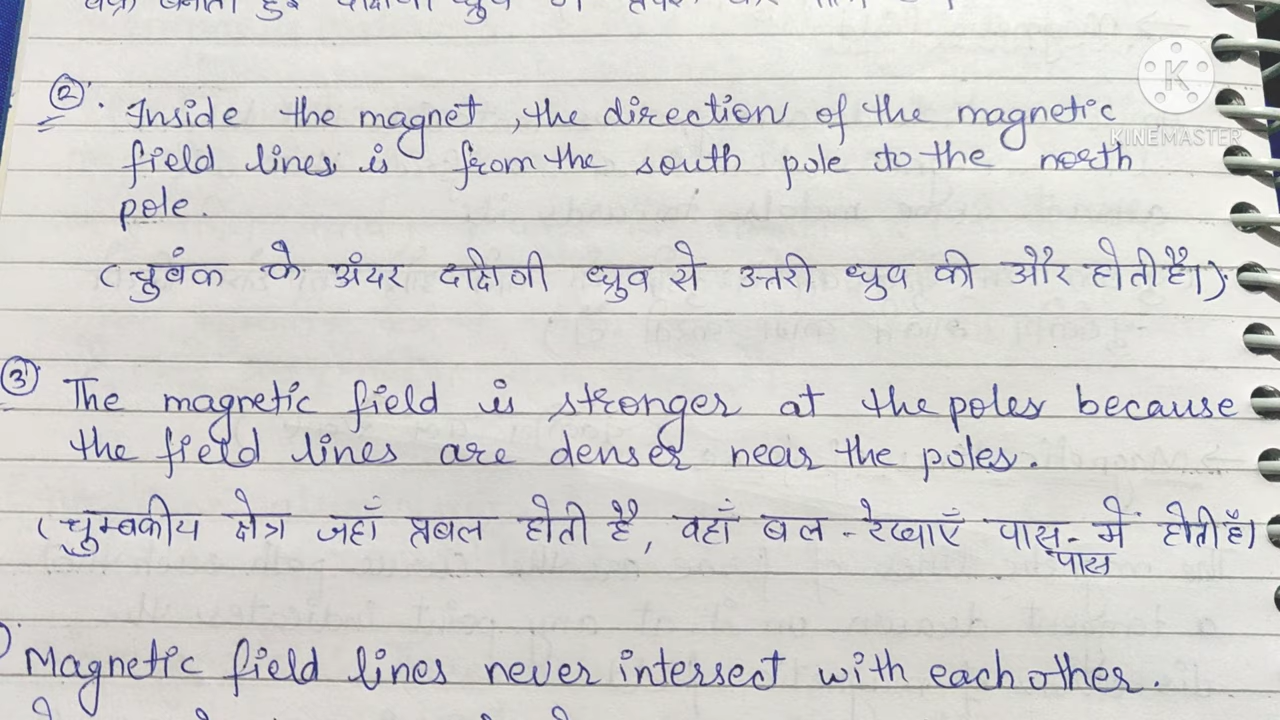 ②. Inside the magnet, the direction of the magnetic
KINEMASTER
field lines is from the south pole to the north
pole.
(चुबंक के अंदर दक्षिणी ध्रुव से उत्तरी ध्रुव की और होती है।)
③ The magnetic field is stronger at the poles because
the field lines are denser near the poles.
(चुम्बकीय क्षेत्र जहाँ प्रबल होती है, वहाँ बल-रेखाएँ पास-पास में होती है।
Magnetic field lines never intersect with each other.